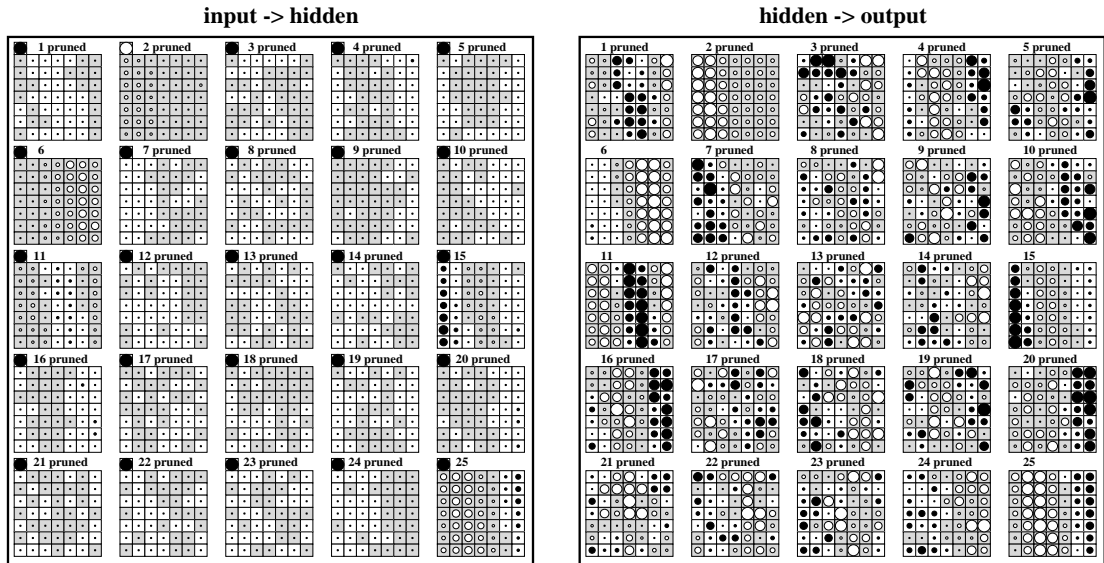 input -> hidden
hidden -> output
1 pruned 2 pruned 3 pruned 4 pruned 5 pruned
6 7 pruned 8 pruned 9 pruned 10 pruned
11 12 pruned 13 pruned 14 pruned 15
16 pruned 17 pruned 18 pruned 19 pruned 20 pruned
21 pruned 22 pruned 23 pruned 24 pruned 25
1 pruned 2 pruned 3 pruned 4 pruned 5 pruned
6 7 pruned 8 pruned 9 pruned 10 pruned
11 12 pruned 13 pruned 14 pruned 15
16 pruned 17 pruned 18 pruned 19 pruned 20 pruned
21 pruned 22 pruned 23 pruned 24 pruned 25